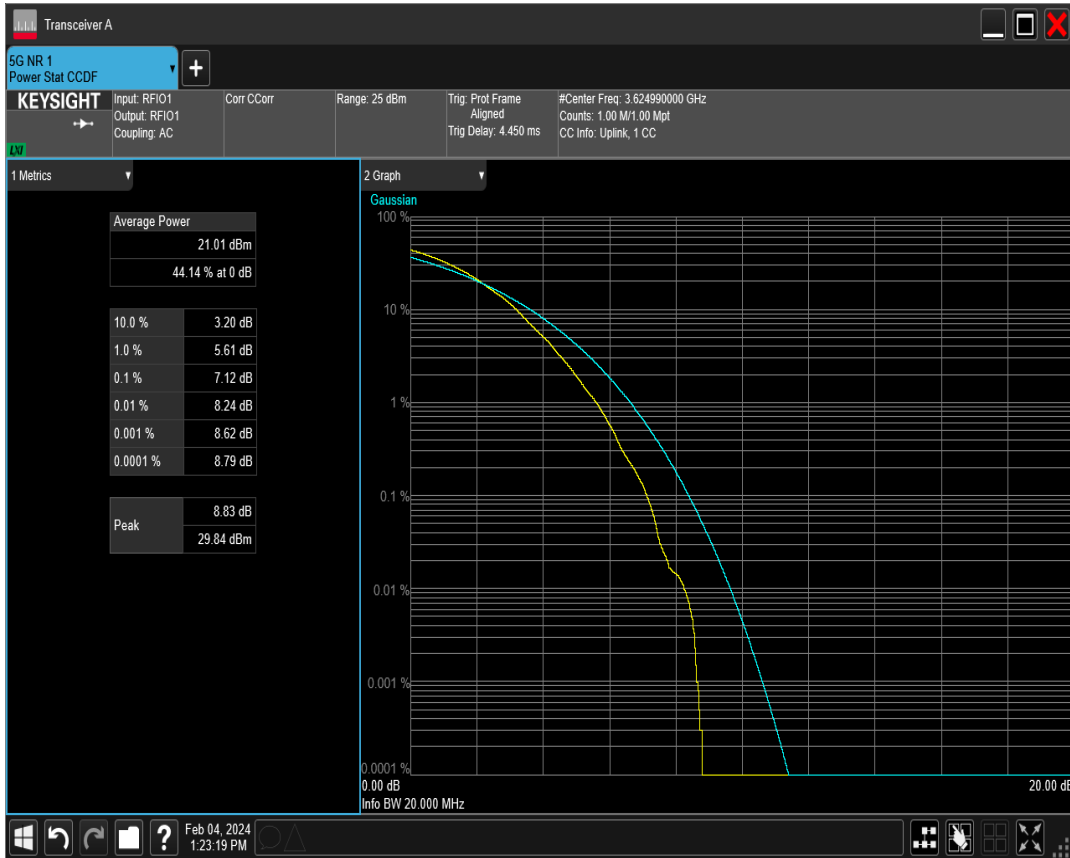 Transceiver A
5G NR 1
Power Stat CCDF
+
KEYSIGHT
LXI
Input: RFIO1
Output: RFIO1
Coupling: AC
Corr CCorr
Range: 25 dBm
Trig: Prot Frame
Aligned
Trig Delay: 4.450 ms
#Center Freq: 3.624990000 GHz
Counts: 1.00 M/1.00 Mpt
CC Info: Uplink, 1 CC
1 Metrics
Average Power
21.01 dBm
44.14 % at 0 dB
10.0 % 3.20 dB
1.0 % 5.61 dB
0.1 % 7.12 dB
0.01 % 8.24 dB
0.001 % 8.62 dB
0.0001 % 8.79 dB
Peak
8.83 dB
29.84 dBm
2 Graph
Gaussian
100 %
10 %
1 %
0.1 %
0.01 %
0.001 %
0.0001 %
0.00 dB
20.00 dB
Info BW 20.000 MHz
?
Feb 04, 2024
1:23:19 PM